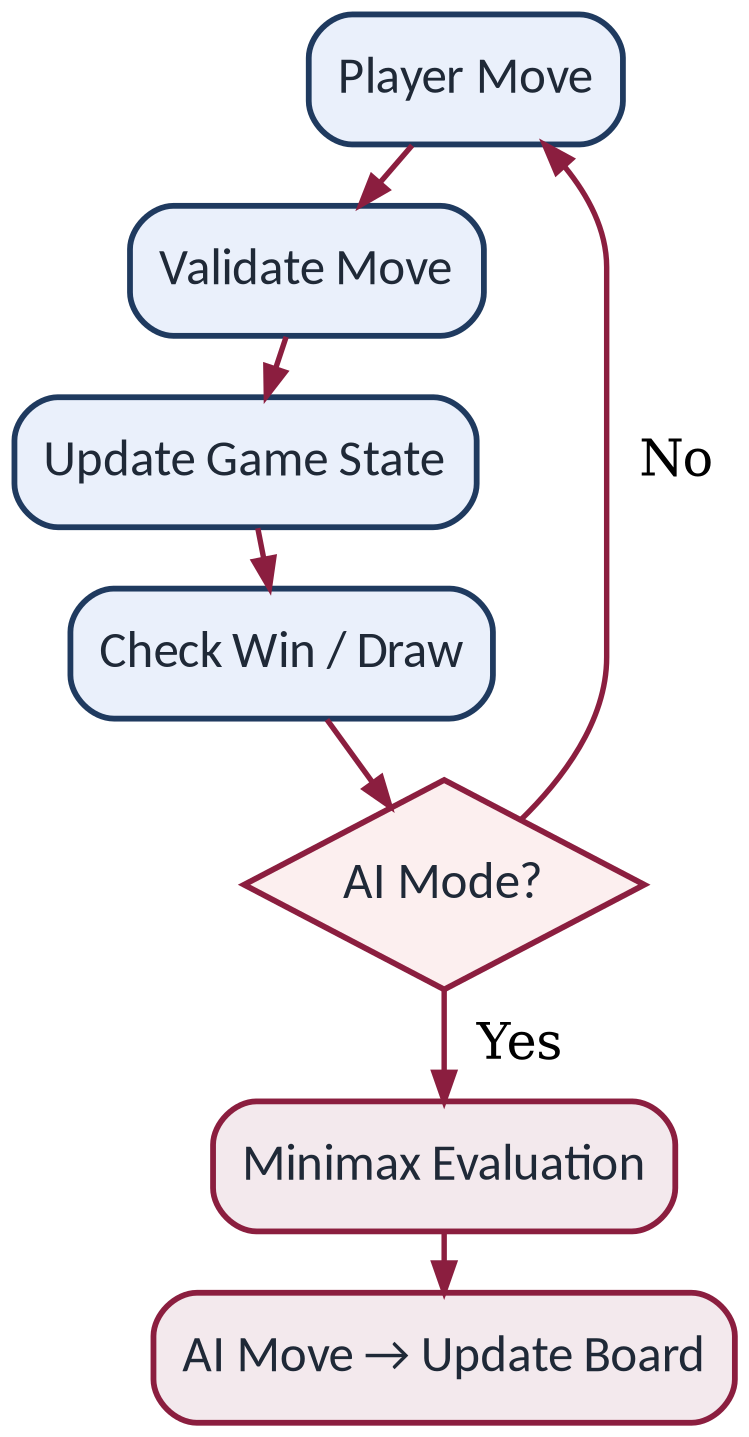 Player Move
Validate Move
Update Game State
No
Check Win / Draw
AI Mode?
Yes
Minimax Evaluation
AI Move → Update Board